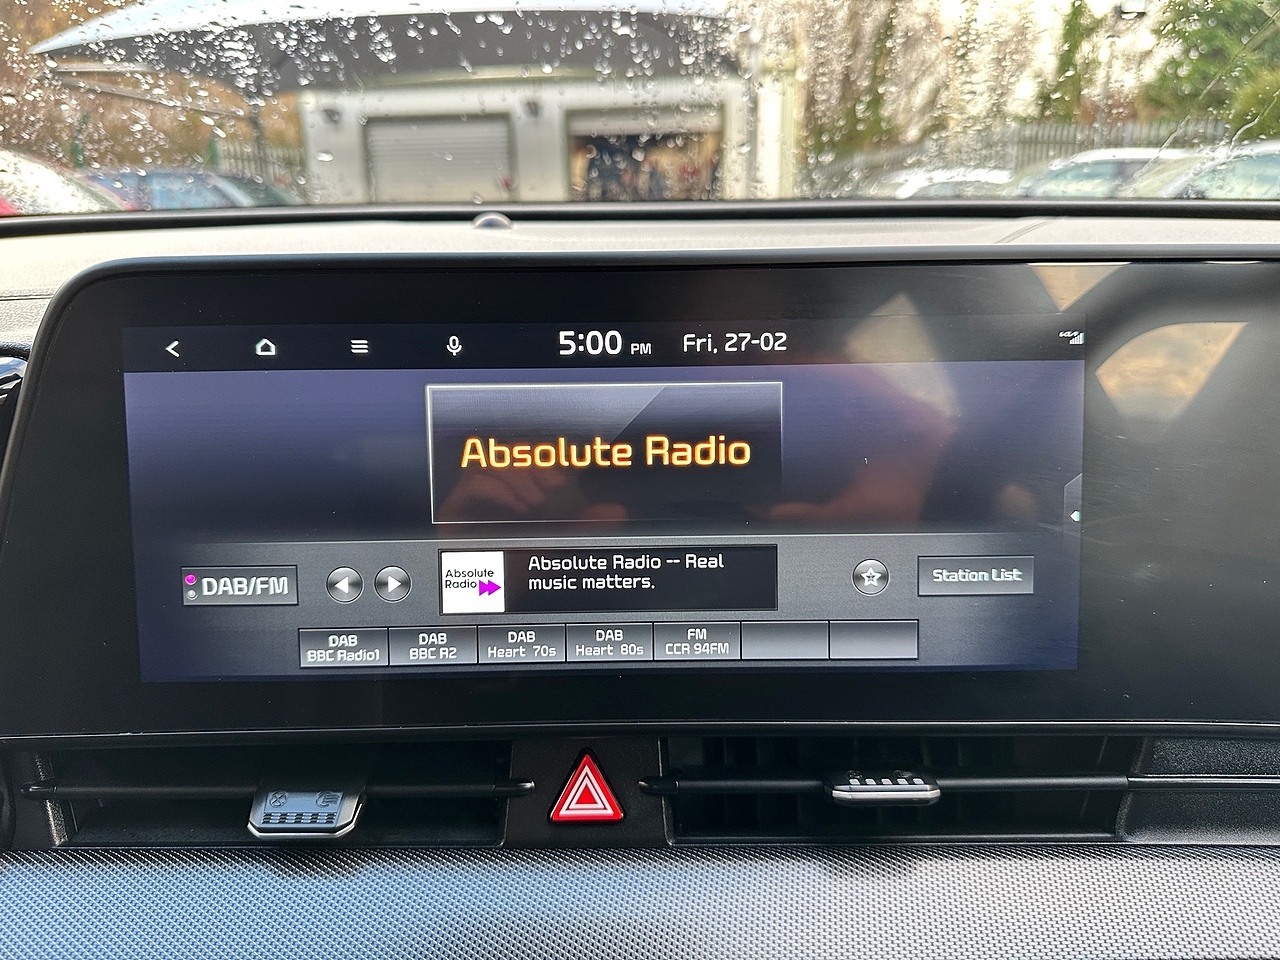 5:00 PM Fri, 27-02
Absolute Radio
DAB/FM
Absolute
Radio
Absolute Radio -- Real
music matters.
Station List
DAB
BBC Radio1
DAB
BBC R2
DAB
Heart 70s
DAB
Heart 80s
FM
CCR 94FM